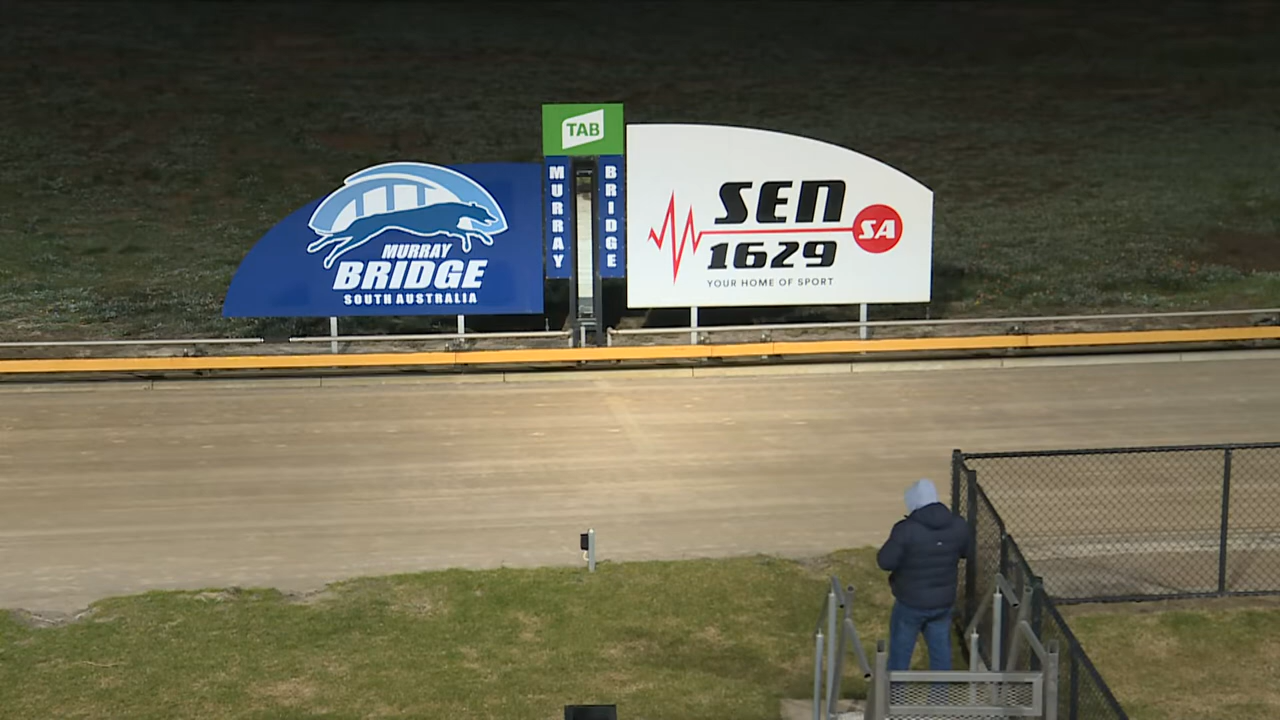 TAB
MURRAY
BRIDGE
MURRAY
BRIDGE
SOUTH AUSTRALIA
SEN
SA
1629
YOUR HOME OF SPORT